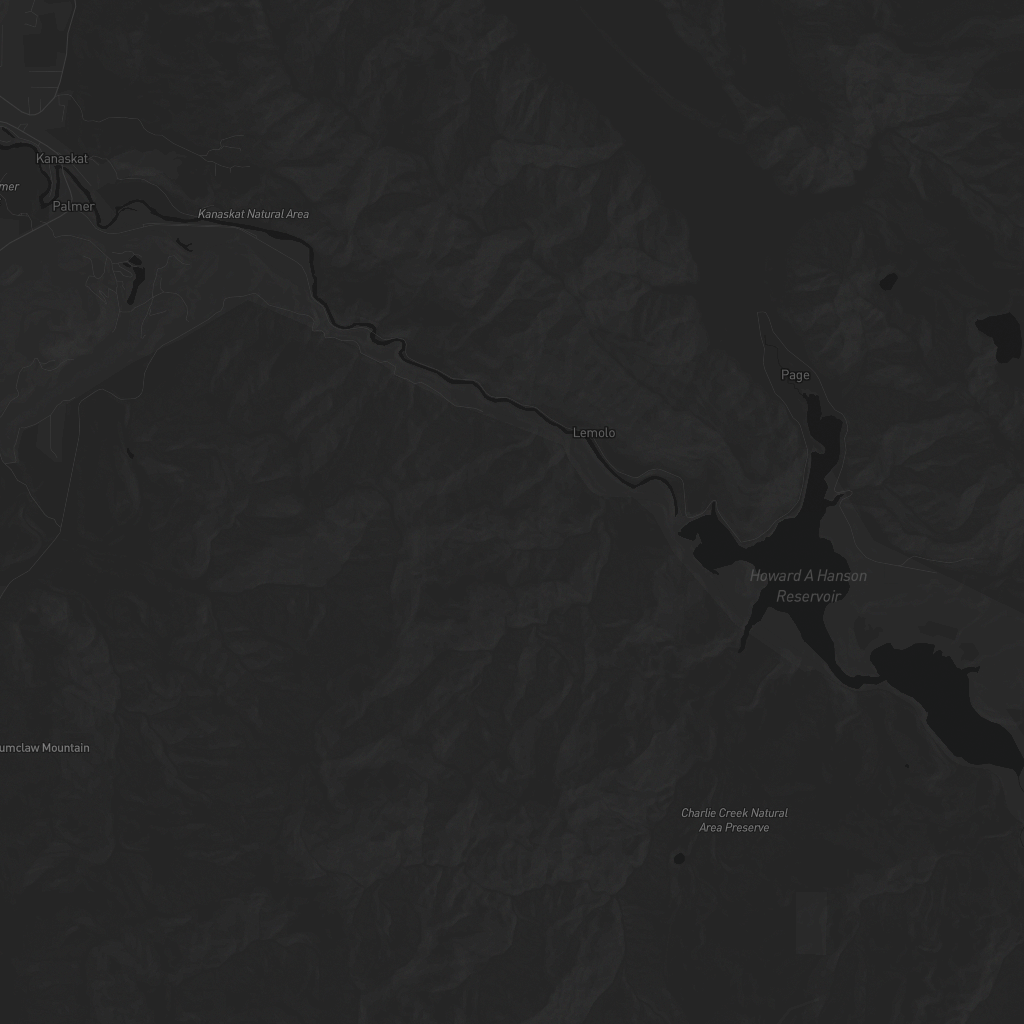 Kanaskat
mer
Palmer
Kanaskat Natural Area
Page
Lemolo
Howard A Hanson
Reservoir
umclaw Mountain
Charlie Creek Natural
Area Preserve